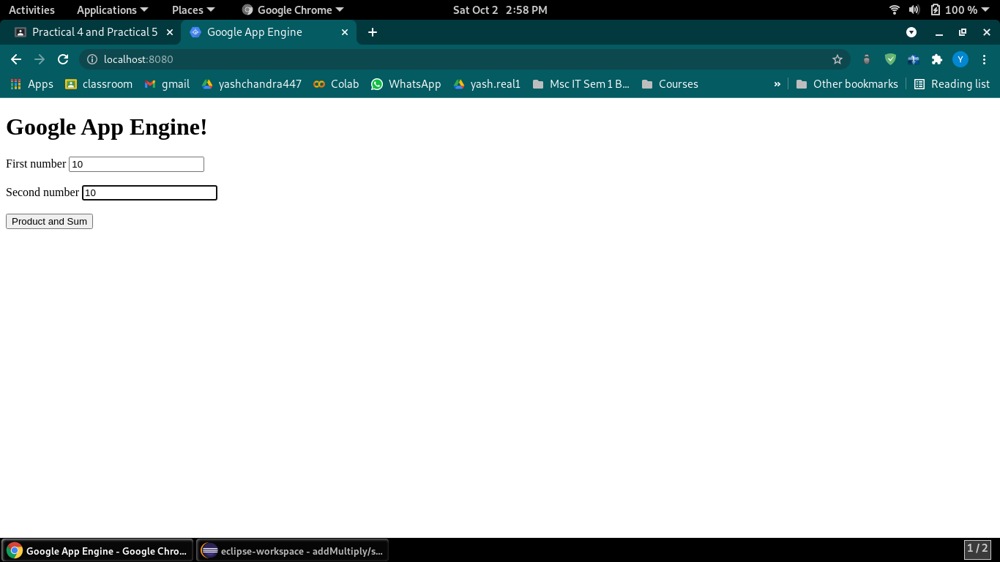 Activities Applications Places Google Chrome Sat Oct 2 2:58 PM 100 %
Practical 4 and Practical 5 Google App Engine
localhost:8080 Y
Apps classroom gmail yashchandra447 Colab WhatsApp yash.real1 Msc IT Sem 1 B... Courses » Other bookmarks Reading list
Google App Engine!
First number 10
Second number 10
Product and Sum
Google App Engine - Google Chro... eclipse-workspace - addMultiply/s... 1 / 2